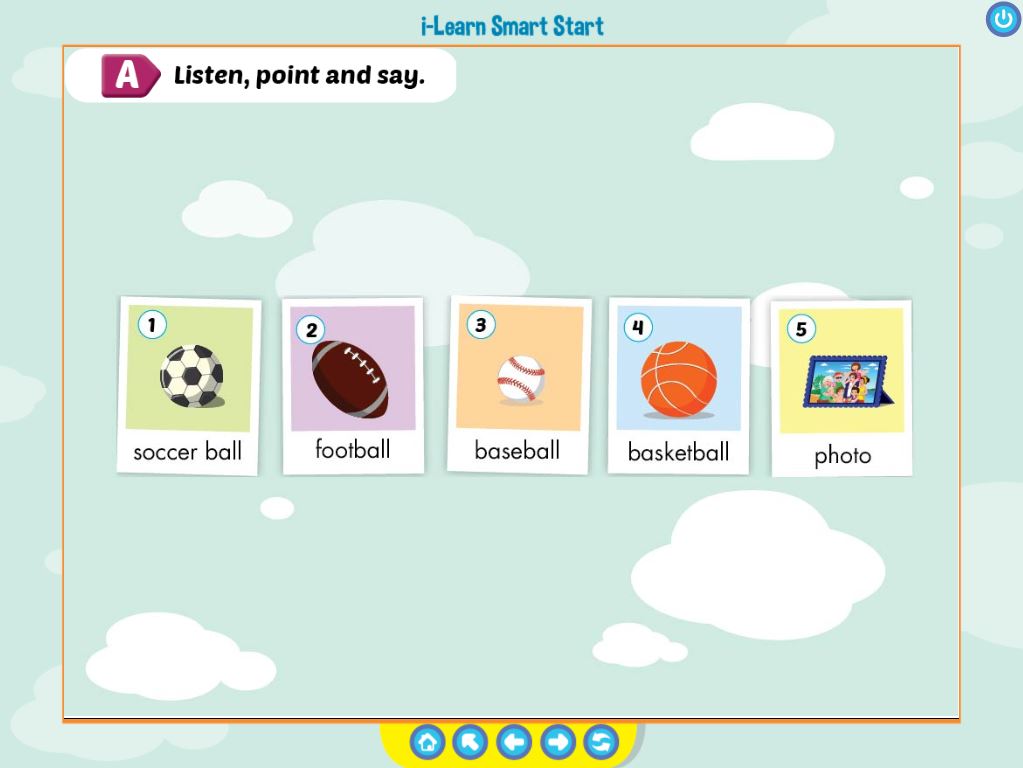 i-Learn Smart Start
A Listen, point and say.
1
2
3
4
5
soccer ball
football
baseball
basketball
photo